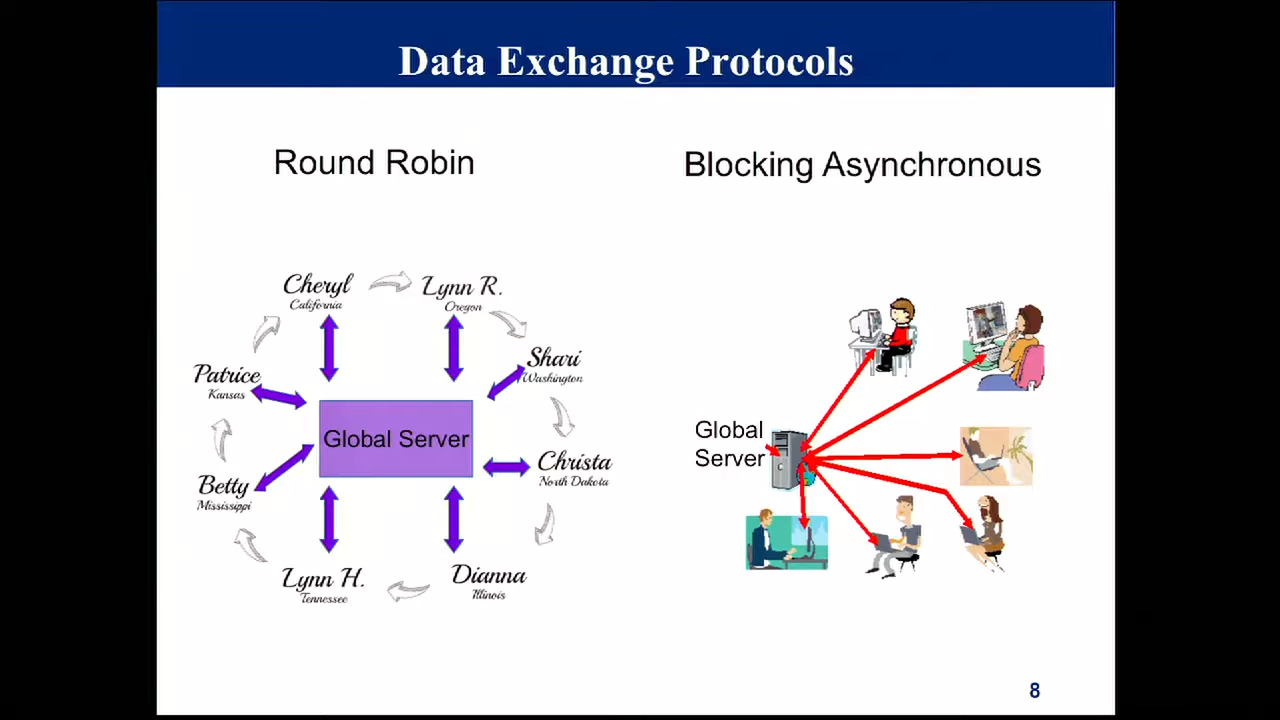 Data Exchange Protocols
Round Robin
Blocking Asynchronous
Cheryl
California
Lynn R.
Oregon
Shari
Washington
Patrice
Kansas
Global Server
Christa
North Dakota
Betty
Mississippi
Lynn H.
Tennessee
Dianna
Illinois
Global
Server
8